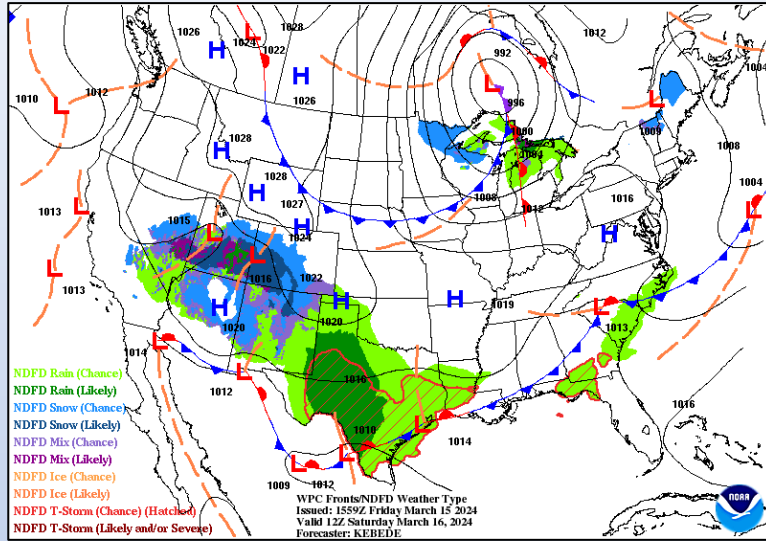 1026
1024
1028
1022
992
1012
1004
1026
996
1010
1012
1000
1004
1009
1008
1028
1028
1027
1024
1008
1012
1016
1004
1013
1015
1016
1022
1013
1020
1020
1019
1013
1014
1012
1016
1010
1014
1016
1009
1012
L
L
L
L
L
L
L
L
L
L
L
L
L
L
H
H
H
H
H
H
H
H
H
NDFD Rain (Chance)
NDFD Rain (Likely)
NDFD Snow (Chance)
NDFD Snow (Likely)
NDFD Mix (Chance)
NDFD Mix (Likely)
NDFD Ice (Chance)
NDFD Ice (Likely)
NDFD T-Storm (Chance) (Hatched)
NDFD T-Storm (Likely and/or Severe)
WPC Fronts/NDFD Weather Type
Issued: 1559Z Friday March 15 2024
Valid 12Z Saturday March 16, 2024
Forecaster: KEBEDE
NOAA